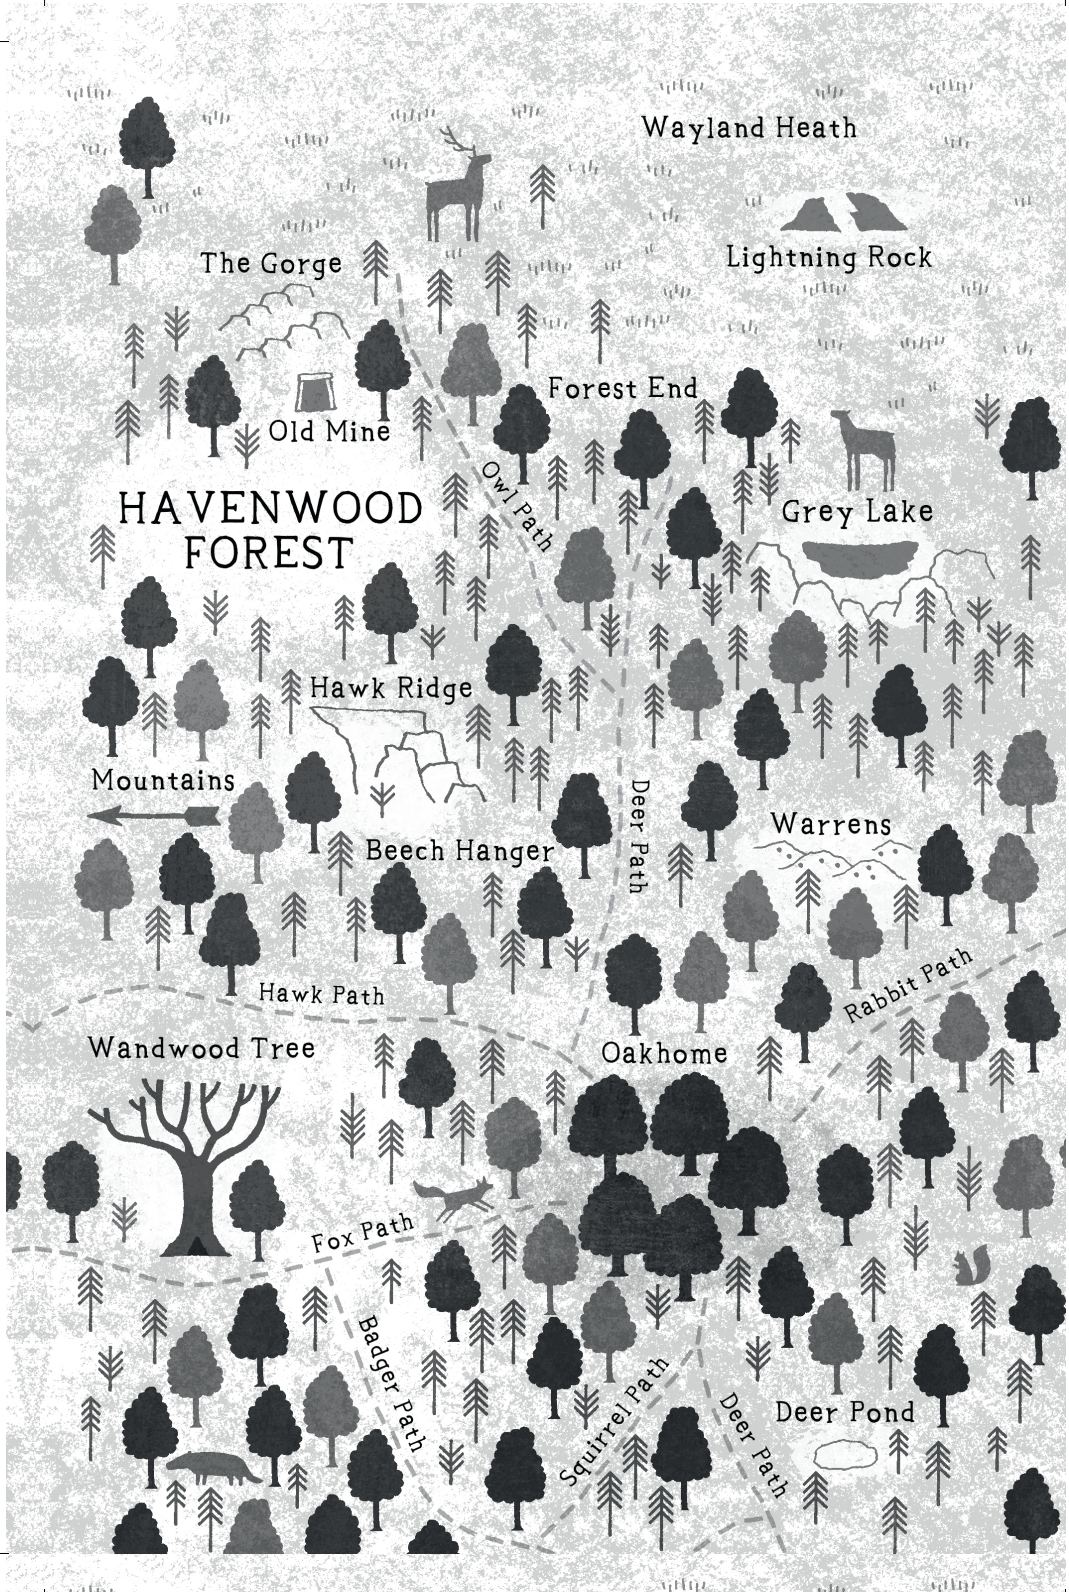 Wayland Heath
Lightning Rock
The Gorge
Forest End
Old Mine
Owl Path
HAVENWOOD
FOREST
Grey Lake
Hawk Ridge
Mountains
Deer Path
Warrens
Beech Hanger
Rabbit Path
Hawk Path
Wandwood Tree
Oakhome
Fox Path
Badger Path
Squirrel Path
Deer Path
Deer Pond